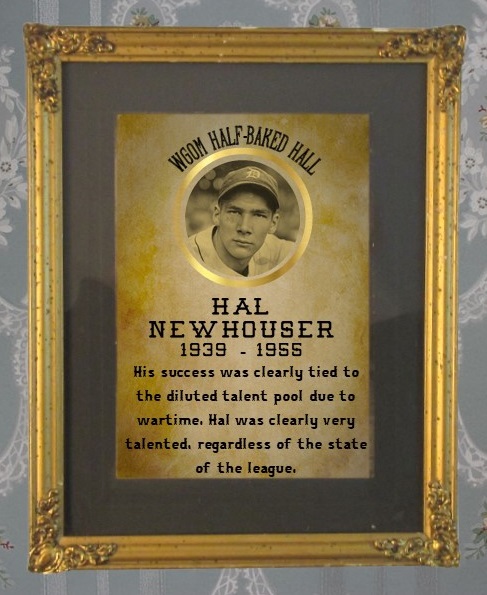 WGOM HALF-BAKED HALL
D
HAL
NEWHOUSER
1939 - 1955
His success was clearly tied to
the diluted talent pool due to
wartime. Hal was clearly very
talented, regardless of the state
of the league.